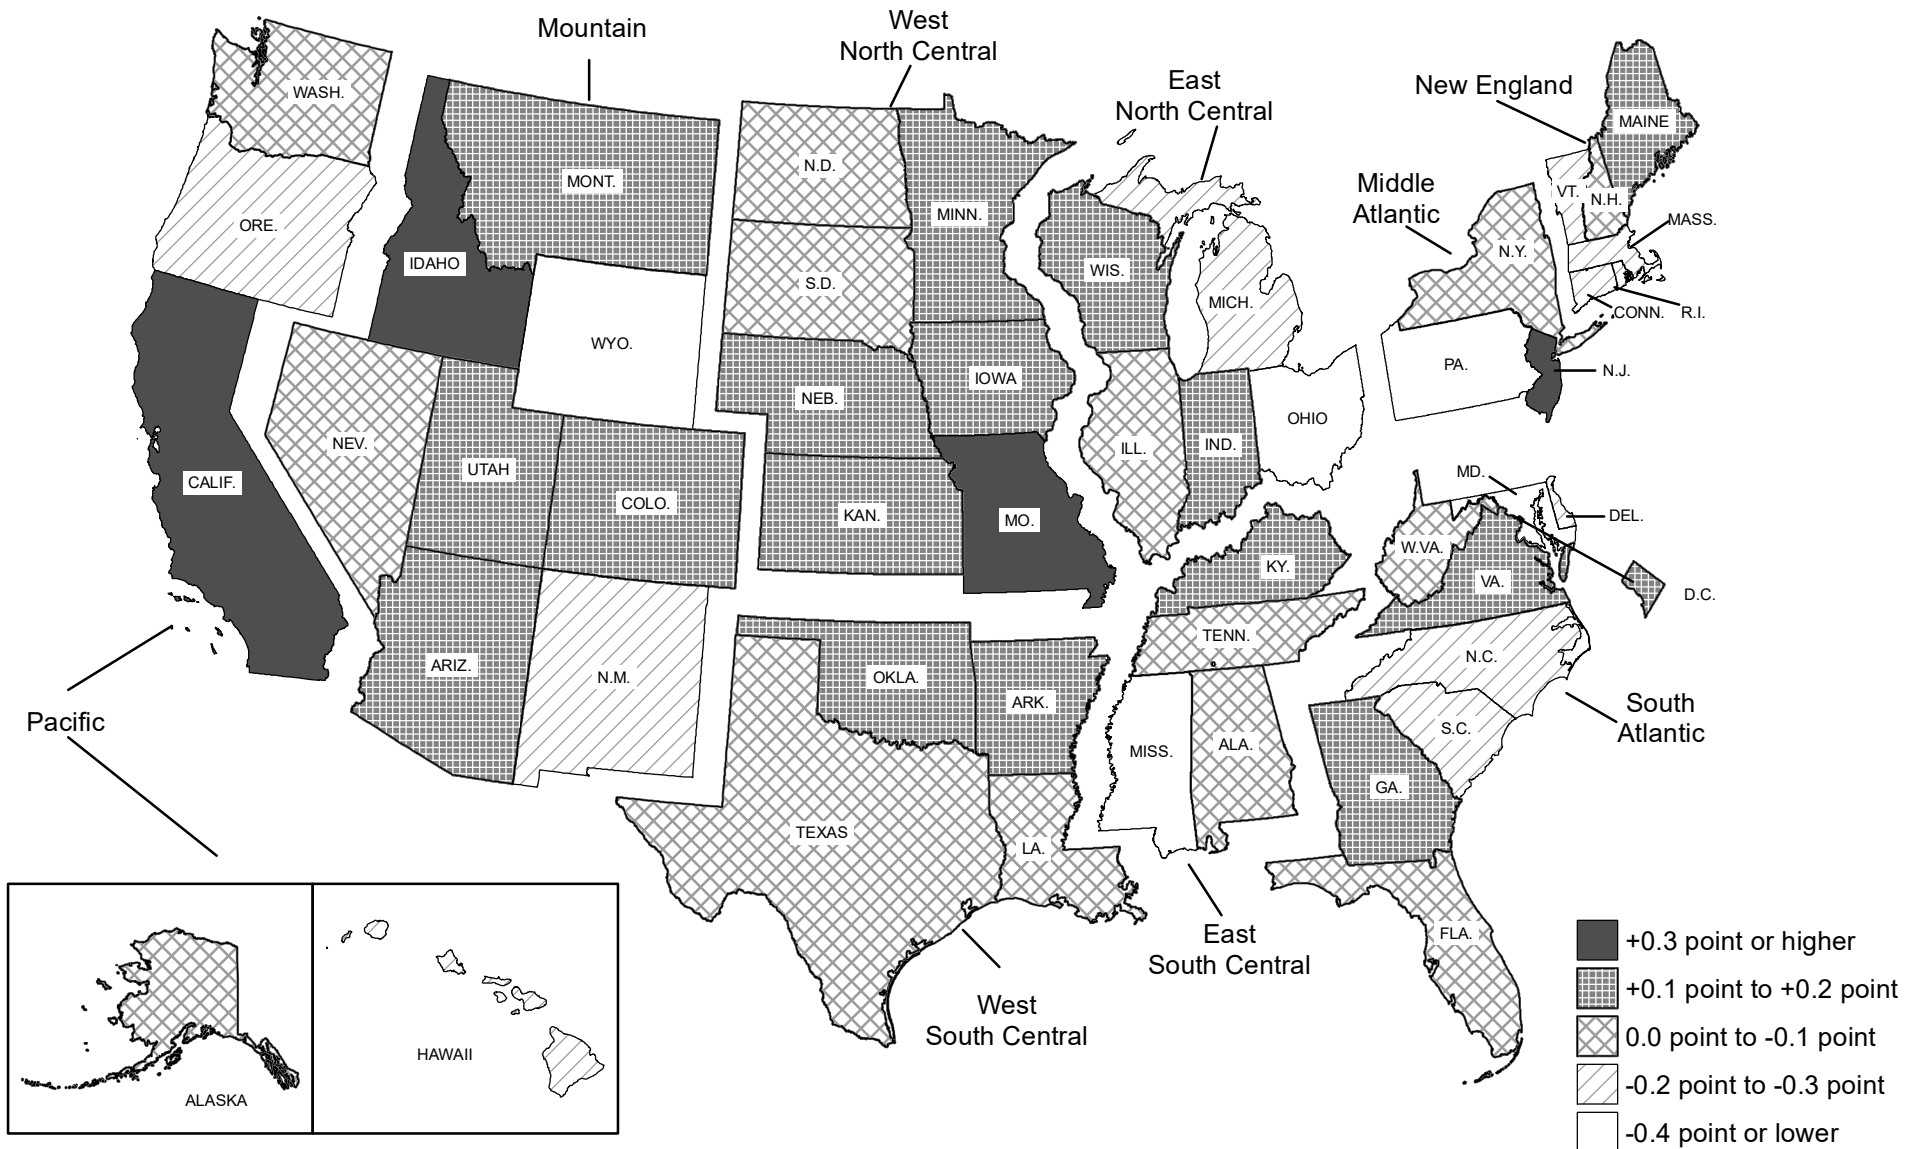 Mountain
West
North Central
East
North Central
New England
Middle
Atlantic
WASH.
ORE.
IDAHO
MONT.
WYO.
N.D.
S.D.
MINN.
WIS.
MICH.
MAINE
VT.
N.H.
MASS.
N.Y.
CONN.
R.I.
PA.
N.J.
NEB.
IOWA
NEV.
UTAH
COLO.
CALIF.
KAN.
MO.
ILL.
IND.
OHIO
MD.
DEL.
W.VA.
VA.
D.C.
KY.
TENN.
N.C.
S.C.
ARIZ.
N.M.
OKLA.
ARK.
MISS.
ALA.
GA.
TEXAS
LA.
FLA.
Pacific
South
Atlantic
East
South Central
West
South Central
ALASKA
HAWAII
+0.3 point or higher
+0.1 point to +0.2 point
0.0 point to -0.1 point
-0.2 point to -0.3 point
-0.4 point or lower